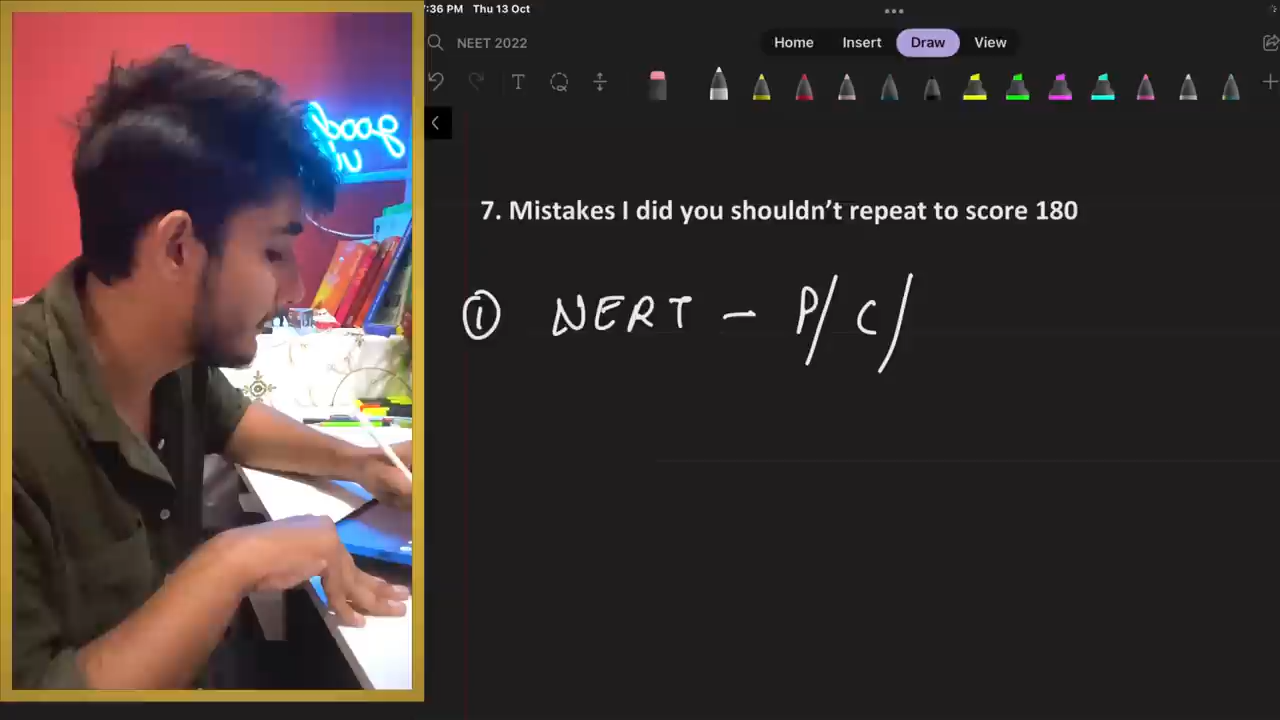 :36 PM Thu 13 Oct
NEET 2022
Home Insert Draw View
T
good
7. Mistakes I did you shouldn't repeat to score 180
① NERT - P/ C/